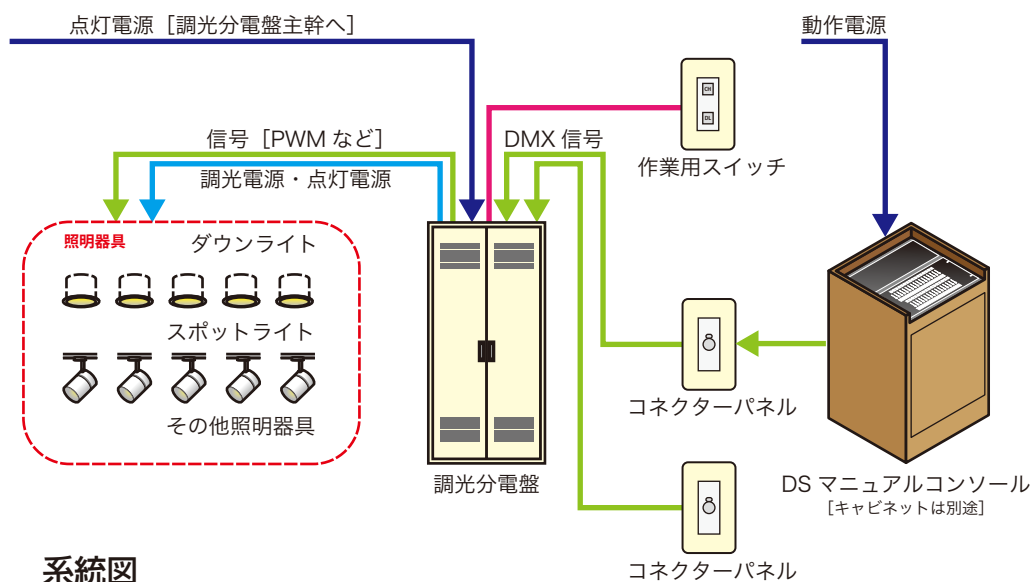 点灯電源［調光分電盤主幹へ］
動作電源
信号［PWM など］
DMX 信号
CH
DL
作業用スイッチ
調光電源・点灯電源
照明器具
ダウンライト
スポットライト
その他照明器具
調光分電盤
コネクターパネル
DS マニュアルコンソール
［キャビネットは別途］
コネクターパネル
系統図